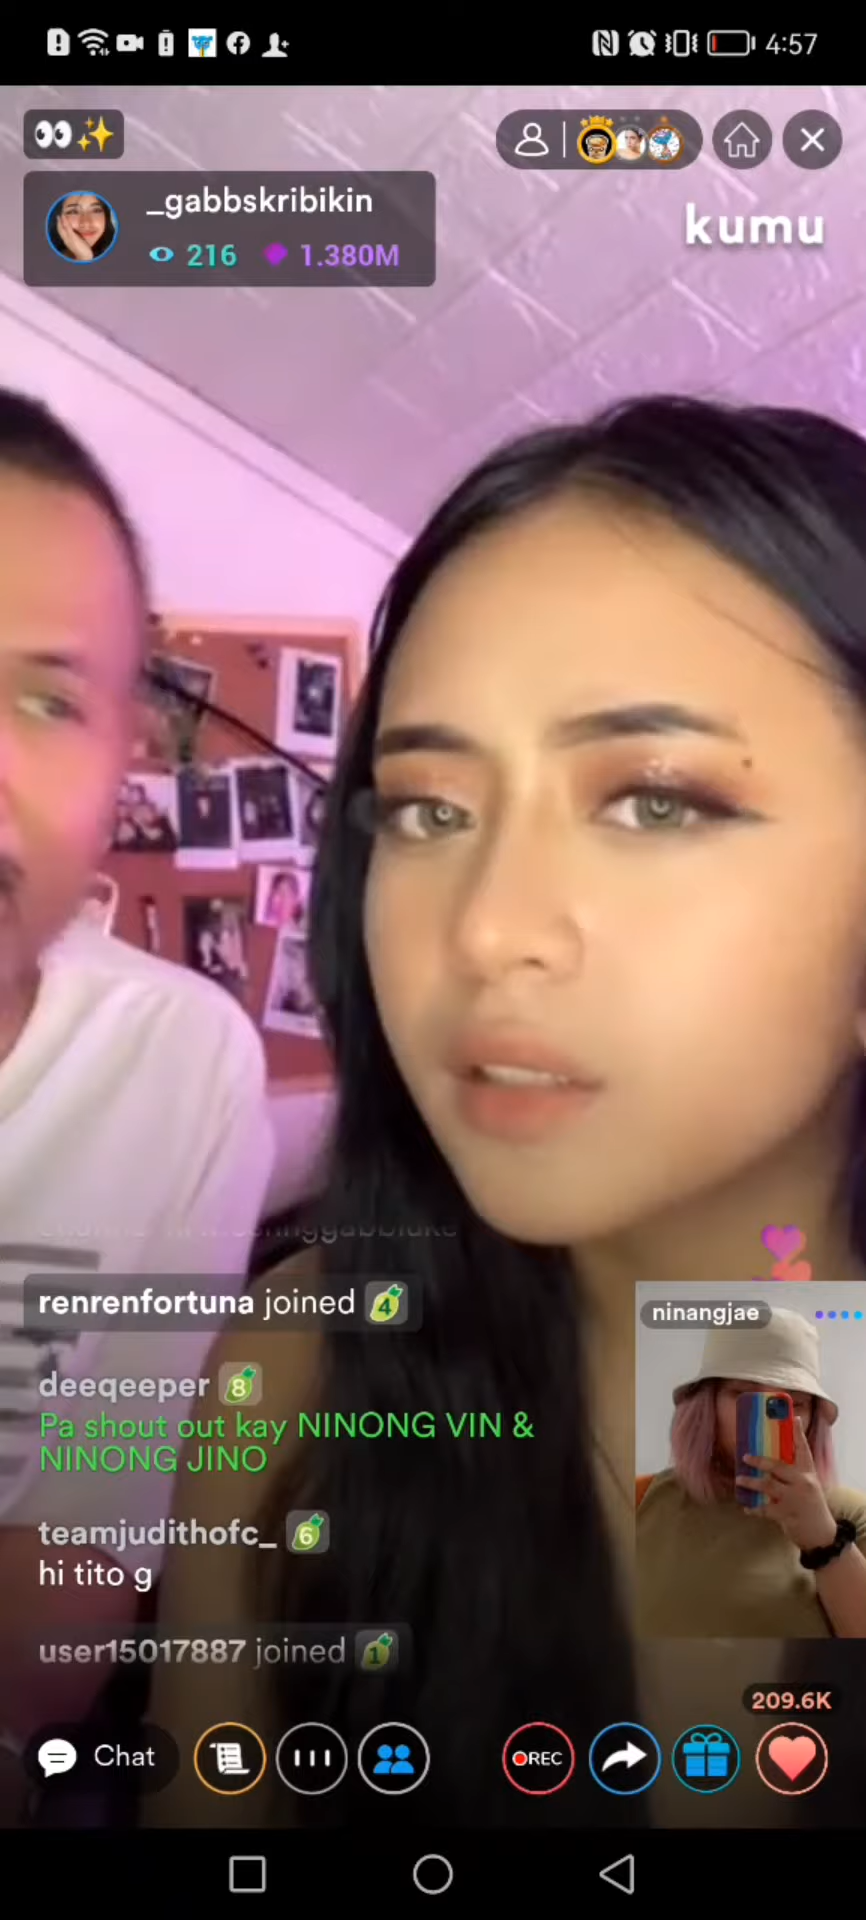 4:57
_gabbskribikin
216 1.380M
kumu
renrenfortuna joined 4
ninangjae
deeqeeper 8
Pa shout out kay NINONG VIN &
NINONG JINO
teamjudithofc_ 6
hi tito g
user15017887 joined 1
209.6K
Chat
REC